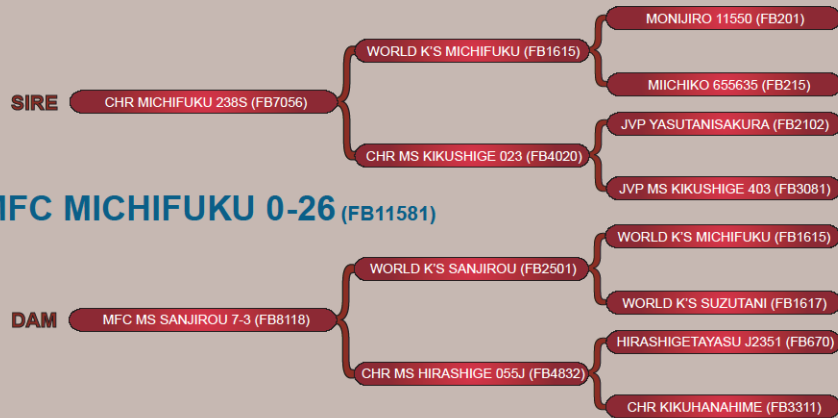 MONIJIRO 11550 (FB201)
WORLD K'S MICHIFUKU (FB1615)
MIICHIKO 655635 (FB215)
SIRE CHR MICHIFUKU 238S (FB7056)
JVP YASUTANISAKURA (FB2102)
CHR MS KIKUSHIGE 023 (FB4020)
JVP MS KIKUSHIGE 403 (FB3081)
MFC MICHIFUKU 0-26 (FB11581)
WORLD K'S MICHIFUKU (FB1615)
WORLD K'S SANJIROU (FB2501)
WORLD K'S SUZUTANI (FB1617)
DAM MFC MS SANJIROU 7-3 (FB8118)
HIRASHIGETAYASU J2351 (FB670)
CHR MS HIRASHIGE 055J (FB4832)
CHR KIKUHANAHIME (FB3311)